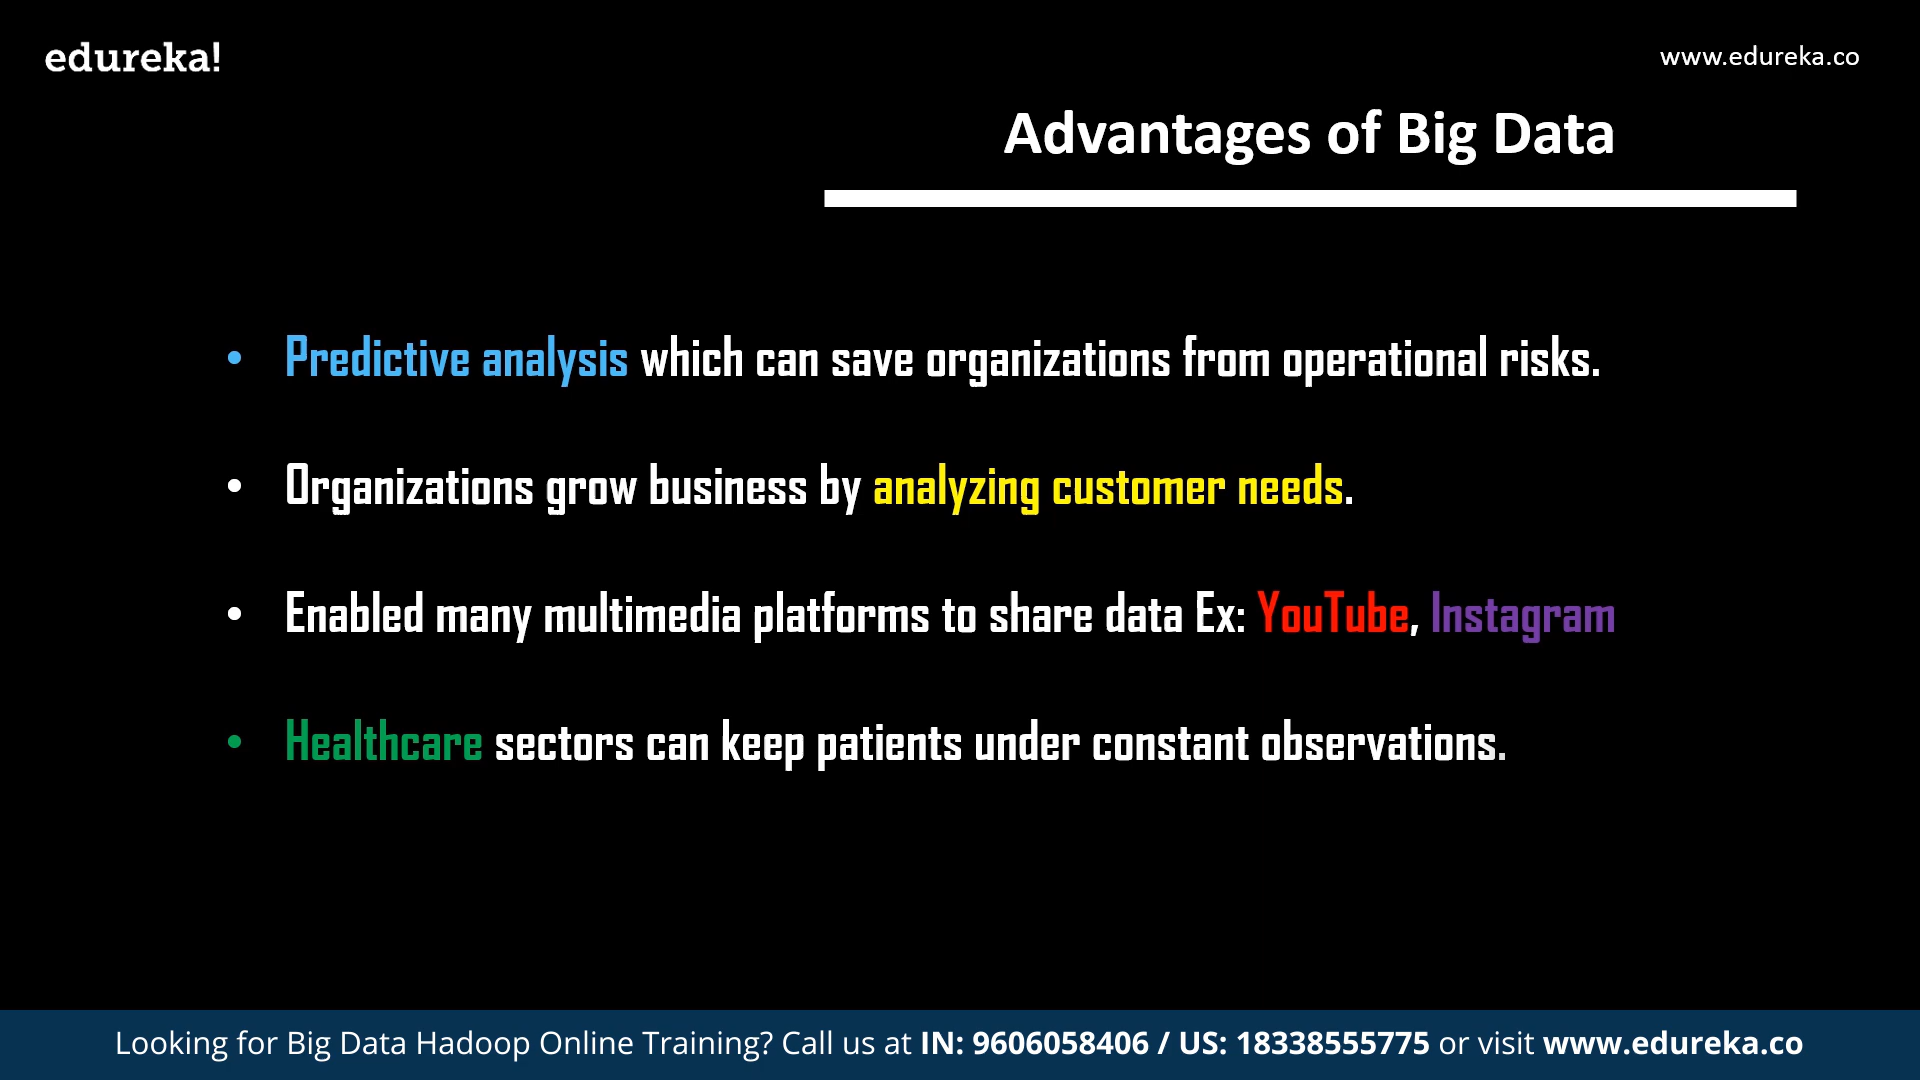 edureka!
www.edureka.co
Advantages of Big Data
• Predictive analysis which can save organizations from operational risks.
• Organizations grow business by analyzing customer needs.
• Enabled many multimedia platforms to share data Ex: YouTube, Instagram
• Healthcare sectors can keep patients under constant observations.
Looking for Big Data Hadoop Online Training? Call us at IN: 9606058406 / US: 18338555775 or visit www.edureka.co